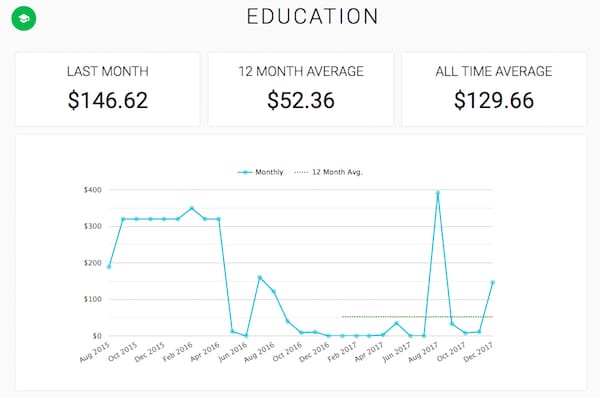 EDUCATION
LAST MONTH
$146.62
12 MONTH AVERAGE
$52.36
ALL TIME AVERAGE
$129.66
Monthly 12 Month Avg.
$400
$300
$200
$100
$0
Aug 2015 Oct 2015 Dec 2015 Feb 2016 Apr 2016 Jun 2016 Aug 2016 Oct 2016 Dec 2016 Feb 2017 Apr 2017 Jun 2017 Aug 2017 Oct 2017 Dec 2017